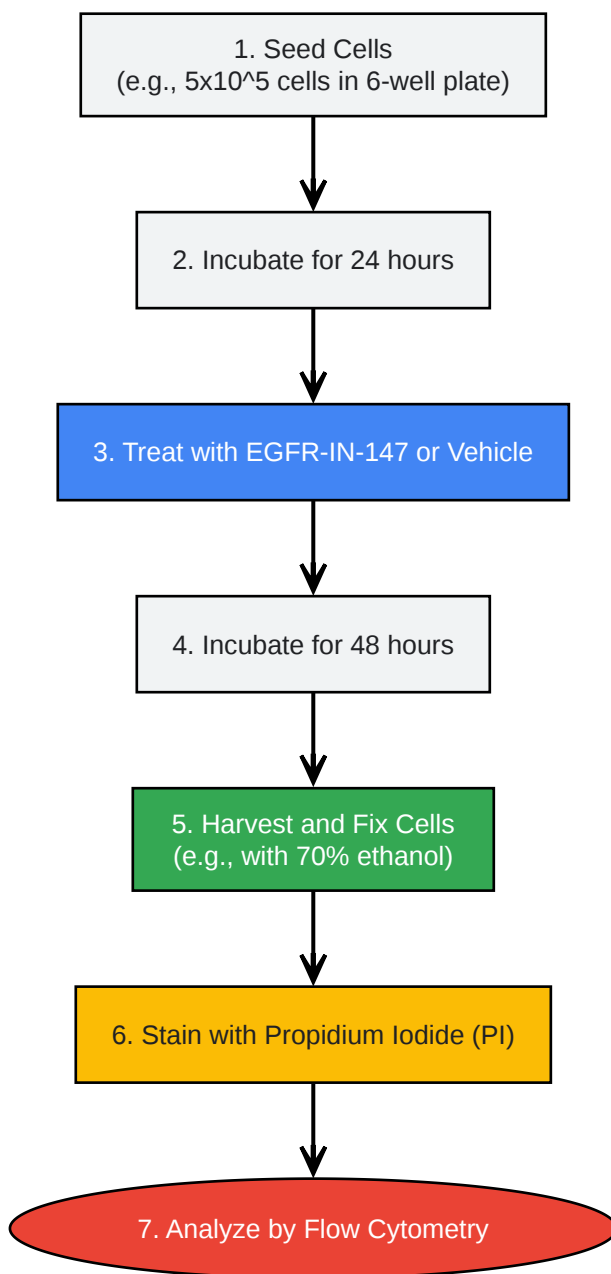 1. Seed Cells
(e.g., 5x10^5 cells in 6-well plate)
2. Incubate for 24 hours
3. Treat with EGFR-IN-147 or Vehicle
4. Incubate for 48 hours
5. Harvest and Fix Cells
(e.g., with 70% ethanol)
6. Stain with Propidium Iodide (PI)
7. Analyze by Flow Cytometry